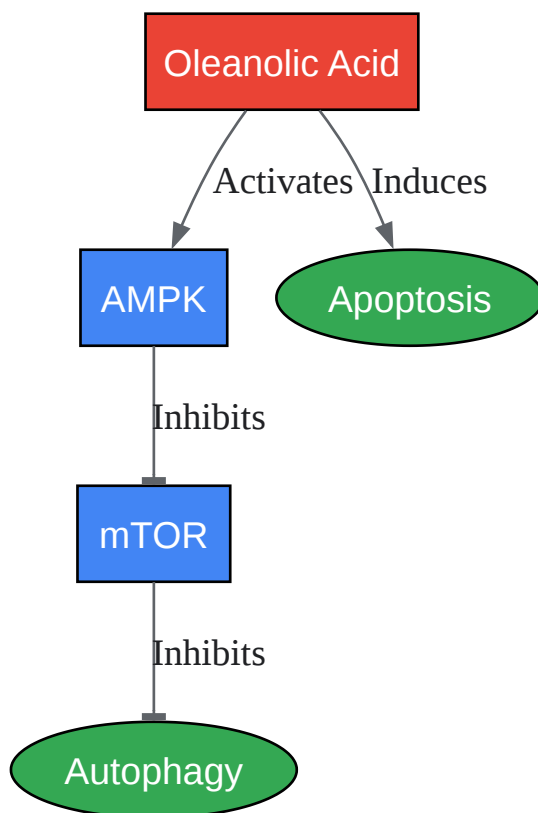 Oleanolic Acid
Activates Induces
AMPK Apoptosis
Inhibits
mTOR
Inhibits
Autophagy